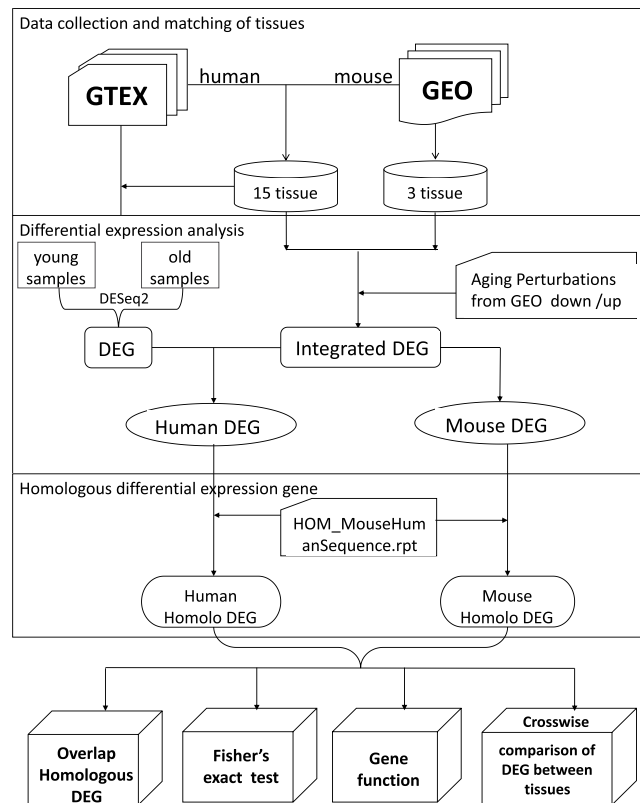 Data collection and matching of tissues
GTEX
human
mouse
GEO
15 tissue
3 tissue
Differential expression analysis
young
samples
old
samples
DESeq2
Aging Perturbations
from GEO down /up
DEG
Integrated DEG
Human DEG
Mouse DEG
Homologous differential expression gene
HOM_MouseHum
anSequence.rpt
Human
Homolo DEG
Mouse
Homolo DEG
Overlap
Homologous
DEG
Fisher's
exact test
Gene
function
Crosswise
comparison of
DEG between
tissues